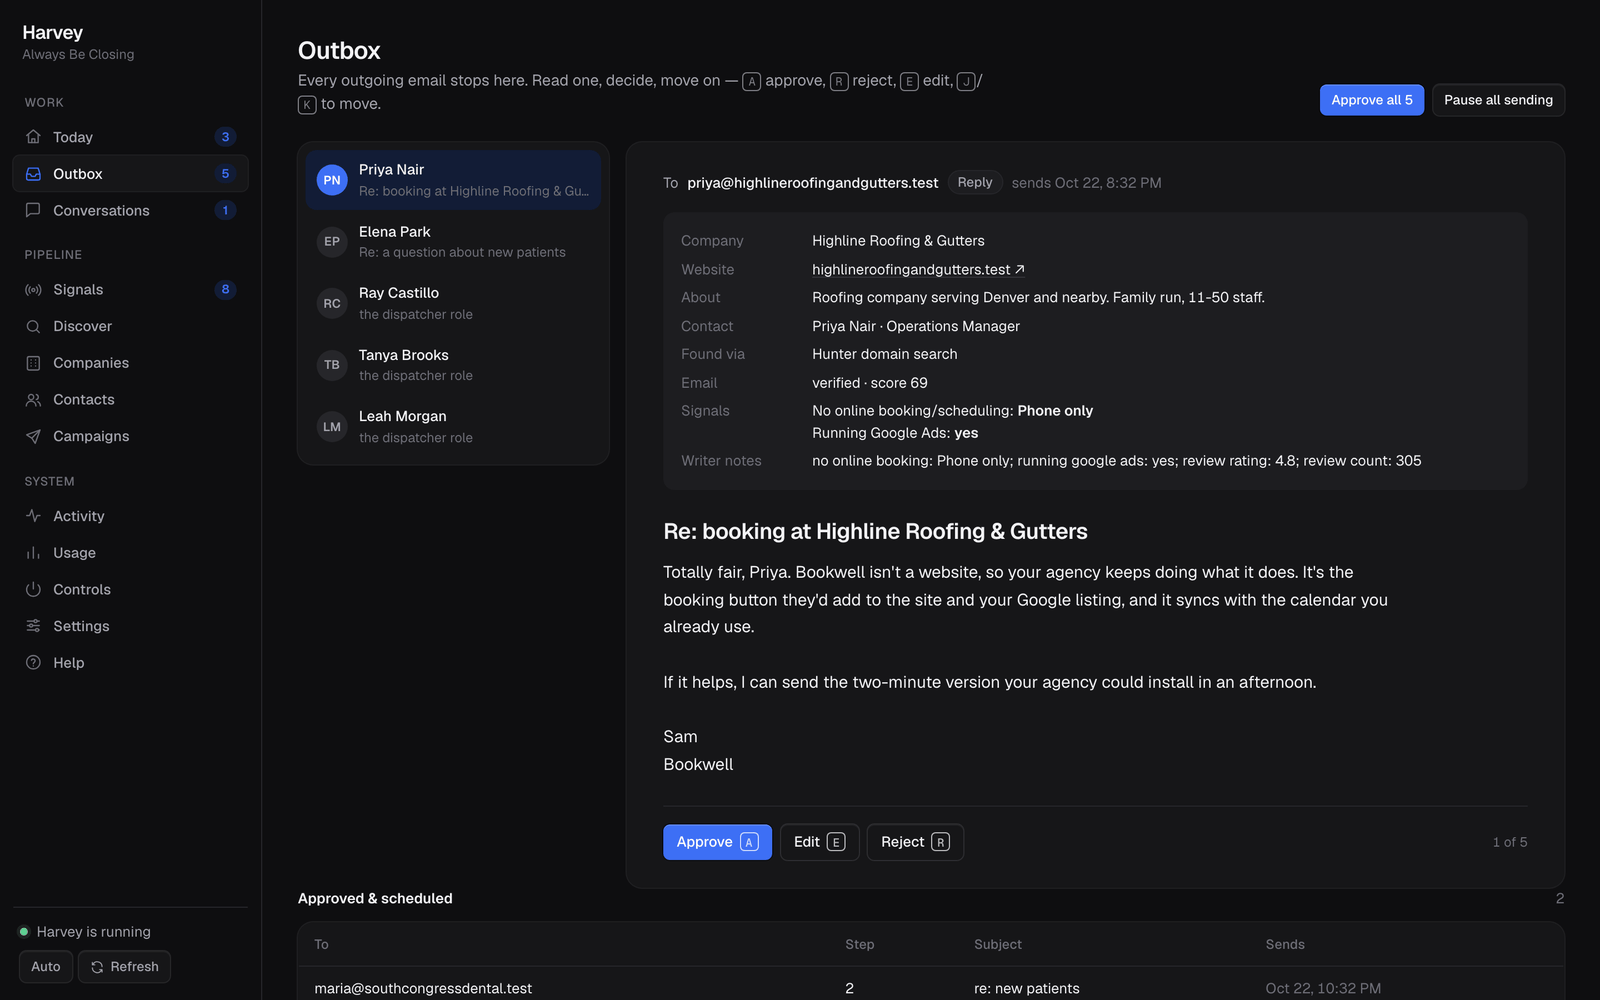 Harvey
Always Be Closing
WORK
Today 3
Outbox 5
Conversations 1
PIPELINE
Signals 8
Discover
Companies
Contacts
Campaigns
SYSTEM
Activity
Usage
Controls
Settings
Help
Harvey is running
Auto
Refresh
Outbox
Every outgoing email stops here. Read one, decide, move on — A approve, R reject, E edit, J/
K to move.
Approve all 5
Pause all sending
PN
Priya Nair
Re: booking at Highline Roofing & Gu...
EP
Elena Park
Re: a question about new patients
RC
Ray Castillo
the dispatcher role
TB
Tanya Brooks
the dispatcher role
LM
Leah Morgan
the dispatcher role
To priya@highlineroofingandgutters.test Reply sends Oct 22, 8:32 PM
Company Highline Roofing & Gutters
Website highlineroofingandgutters.test ↗
About Roofing company serving Denver and nearby. Family run, 11-50 staff.
Contact Priya Nair · Operations Manager
Found via Hunter domain search
Email verified · score 69
Signals No online booking/scheduling: Phone only
Running Google Ads: yes
Writer notes no online booking: Phone only; running google ads: yes; review rating: 4.8; review count: 305
Re: booking at Highline Roofing & Gutters
Totally fair, Priya. Bookwell isn't a website, so your agency keeps doing what it does. It's the
booking button they'd add to the site and your Google listing, and it syncs with the calendar you
already use.
If it helps, I can send the two-minute version your agency could install in an afternoon.
Sam
Bookwell
Approve A
Edit E
Reject R
1 of 5
Approved & scheduled 2
To Step Subject Sends
maria@southcongressdental.test 2 re: new patients Oct 22, 10:32 PM